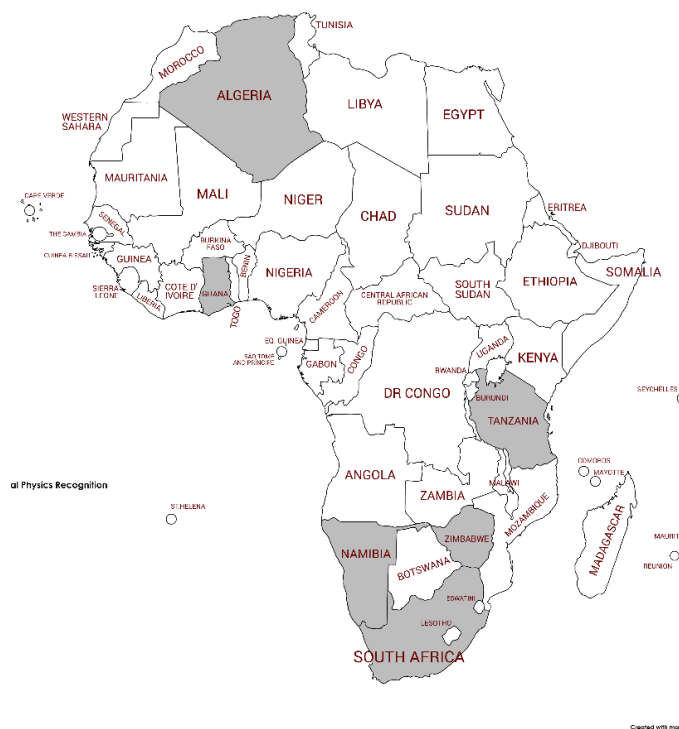 TUNISIA
MOROCCO
ALGERIA
LIBYA
EGYPT
WESTERN
SAHARA
MAURITANIA
MALI
NIGER
CHAD
SUDAN
ERITREA
CAPE VERDE
SENEGAL
THE GAMBIA
GUINEA-BISSAU
GUINEA
BURKINA
FASO
BENIN
NIGERIA
DJIBOUTI
SOMALIA
ETHIOPIA
SOUTH
SUDAN
CENTRAL AFRICAN
REPUBLIC
CAMEROON
SIERRA
LEONE
LIBERIA
COTE D'
IVOIRE
GHANA
TOGO
EQ. GUINEA
SAO TOME
AND PRINCIPE
GABON
CONGO
UGANDA
KENYA
RWANDA
DR CONGO
BURUNDI
TANZANIA
SEYCHELLES
COMOROS
MAYOTTE
ANGOLA
ZAMBIA
MALAWI
MOZAMBIQUE
al Physics Recognition
ST.HELENA
MADAGASCAR
MAURIT
REUNION
NAMIBIA
ZIMBABWE
BOTSWANA
ESWATINI
LESOTHO
SOUTH AFRICA
Created with ma